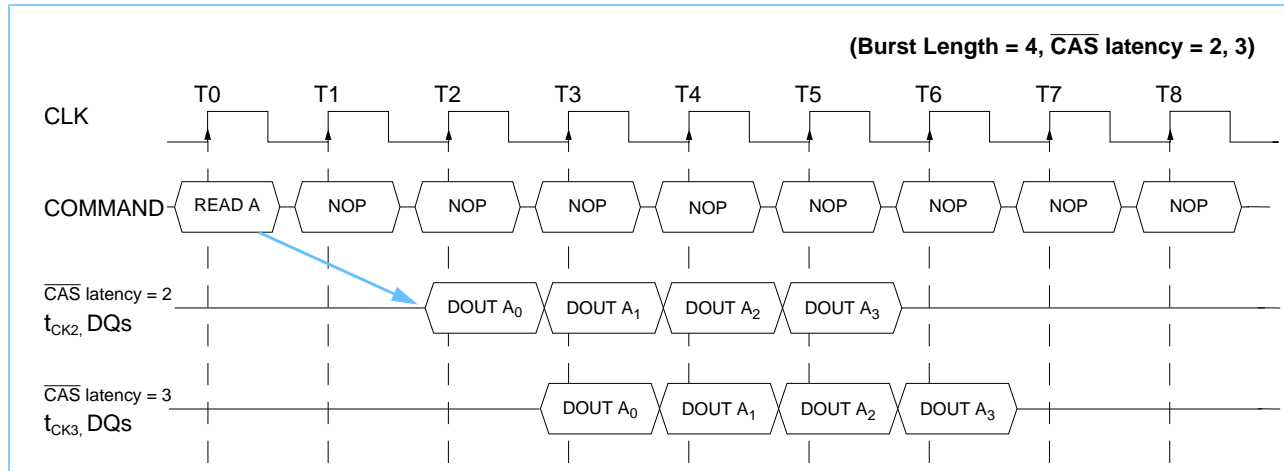 (Burst Length = 4, CAS latency = 2, 3)
T0 T1 T2 T3 T4 T5 T6 T7 T8
CLK
COMMAND READ A NOP NOP NOP NOP NOP NOP NOP NOP
CAS latency = 2
tCK2, DQs
DOUT A0 DOUT A1 DOUT A2 DOUT A3
CAS latency = 3
tCK3, DQs
DOUT A0 DOUT A1 DOUT A2 DOUT A3